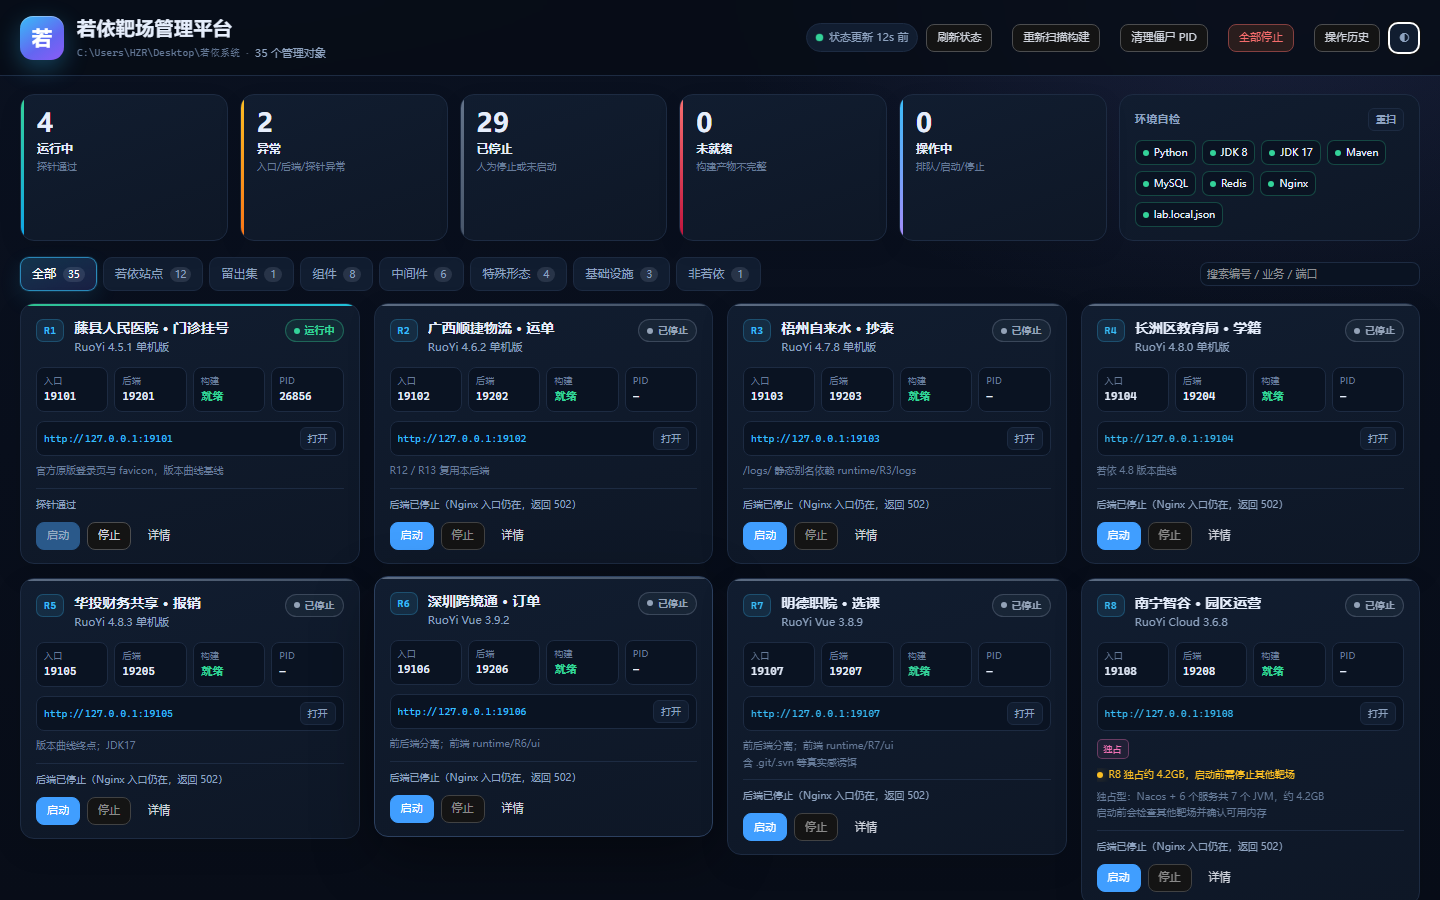 若
若依靶场管理平台
C:\Users\HZR\Desktop\若依系统 · 35 个管理对象
状态更新 12s 前
刷新状态
重新扫描构建
清理僵尸 PID
全部停止
操作历史
4
运行中
探针通过
2
异常
入口/后端/探针异常
29
已停止
人为停止或未启动
0
未就绪
构建产物不完整
0
操作中
排队/启动/停止
环境自检
重扫
Python
JDK 8
JDK 17
Maven
MySQL
Redis
Nginx
lab.local.json
全部 35
若依站点 12
留出集 1
组件 8
中间件 6
特殊形态 4
基础设施 3
非若依 1
搜索编号 / 业务 / 端口
R1
藤县人民医院 • 门诊挂号
运行中
RuoYi 4.5.1 单机版
入口
19101
后端
19201
构建
就绪
PID
26856
http://127.0.0.1:19101
打开
官方原版登录页与 favicon，版本曲线基线
探针通过
启动
停止
详情
R2
广西顺捷物流 • 运单
已停止
RuoYi 4.6.2 单机版
入口
19102
后端
19202
构建
就绪
PID
—
http://127.0.0.1:19102
打开
R12 / R13 复用本后端
后端已停止（Nginx 入口仍在，返回 502）
启动
停止
详情
R3
梧州自来水 • 抄表
已停止
RuoYi 4.7.8 单机版
入口
19103
后端
19203
构建
就绪
PID
—
http://127.0.0.1:19103
打开
/logs/ 静态别名依赖 runtime/R3/logs
后端已停止（Nginx 入口仍在，返回 502）
启动
停止
详情
R4
长洲区教育局 • 学籍
已停止
RuoYi 4.8.0 单机版
入口
19104
后端
19204
构建
就绪
PID
—
http://127.0.0.1:19104
打开
若依 4.8 版本曲线
后端已停止（Nginx 入口仍在，返回 502）
启动
停止
详情
R5
华投财务共享 • 报销
已停止
RuoYi 4.8.3 单机版
入口
19105
后端
19205
构建
就绪
PID
—
http://127.0.0.1:19105
打开
版本曲线终点；JDK17
后端已停止（Nginx 入口仍在，返回 502）
启动
停止
详情
R6
深圳跨境通 • 订单
已停止
RuoYi Vue 3.9.2
入口
19106
后端
19206
构建
就绪
PID
—
http://127.0.0.1:19106
打开
前后端分离；前端 runtime/R6/ui
后端已停止（Nginx 入口仍在，返回 502）
启动
停止
详情
R7
明德职院 • 选课
已停止
RuoYi Vue 3.8.9
入口
19107
后端
19207
构建
就绪
PID
—
http://127.0.0.1:19107
打开
前后端分离；前端 runtime/R7/ui
含 .git/.svn 等真实感诱饵
后端已停止（Nginx 入口仍在，返回 502）
启动
停止
详情
R8
南宁智谷 • 园区运营
已停止
RuoYi Cloud 3.6.8
入口
19108
后端
19208
构建
就绪
PID
—
http://127.0.0.1:19108
打开
独占
R8 独占约 4.2GB，启动前需停止其他靶场
独占型：Nacos + 6 个服务共 7 个 JVM，约 4.2GB
启动前会检查其他靶场并确认可用内存
后端已停止（Nginx 入口仍在，返回 502）
启动
停止
详情